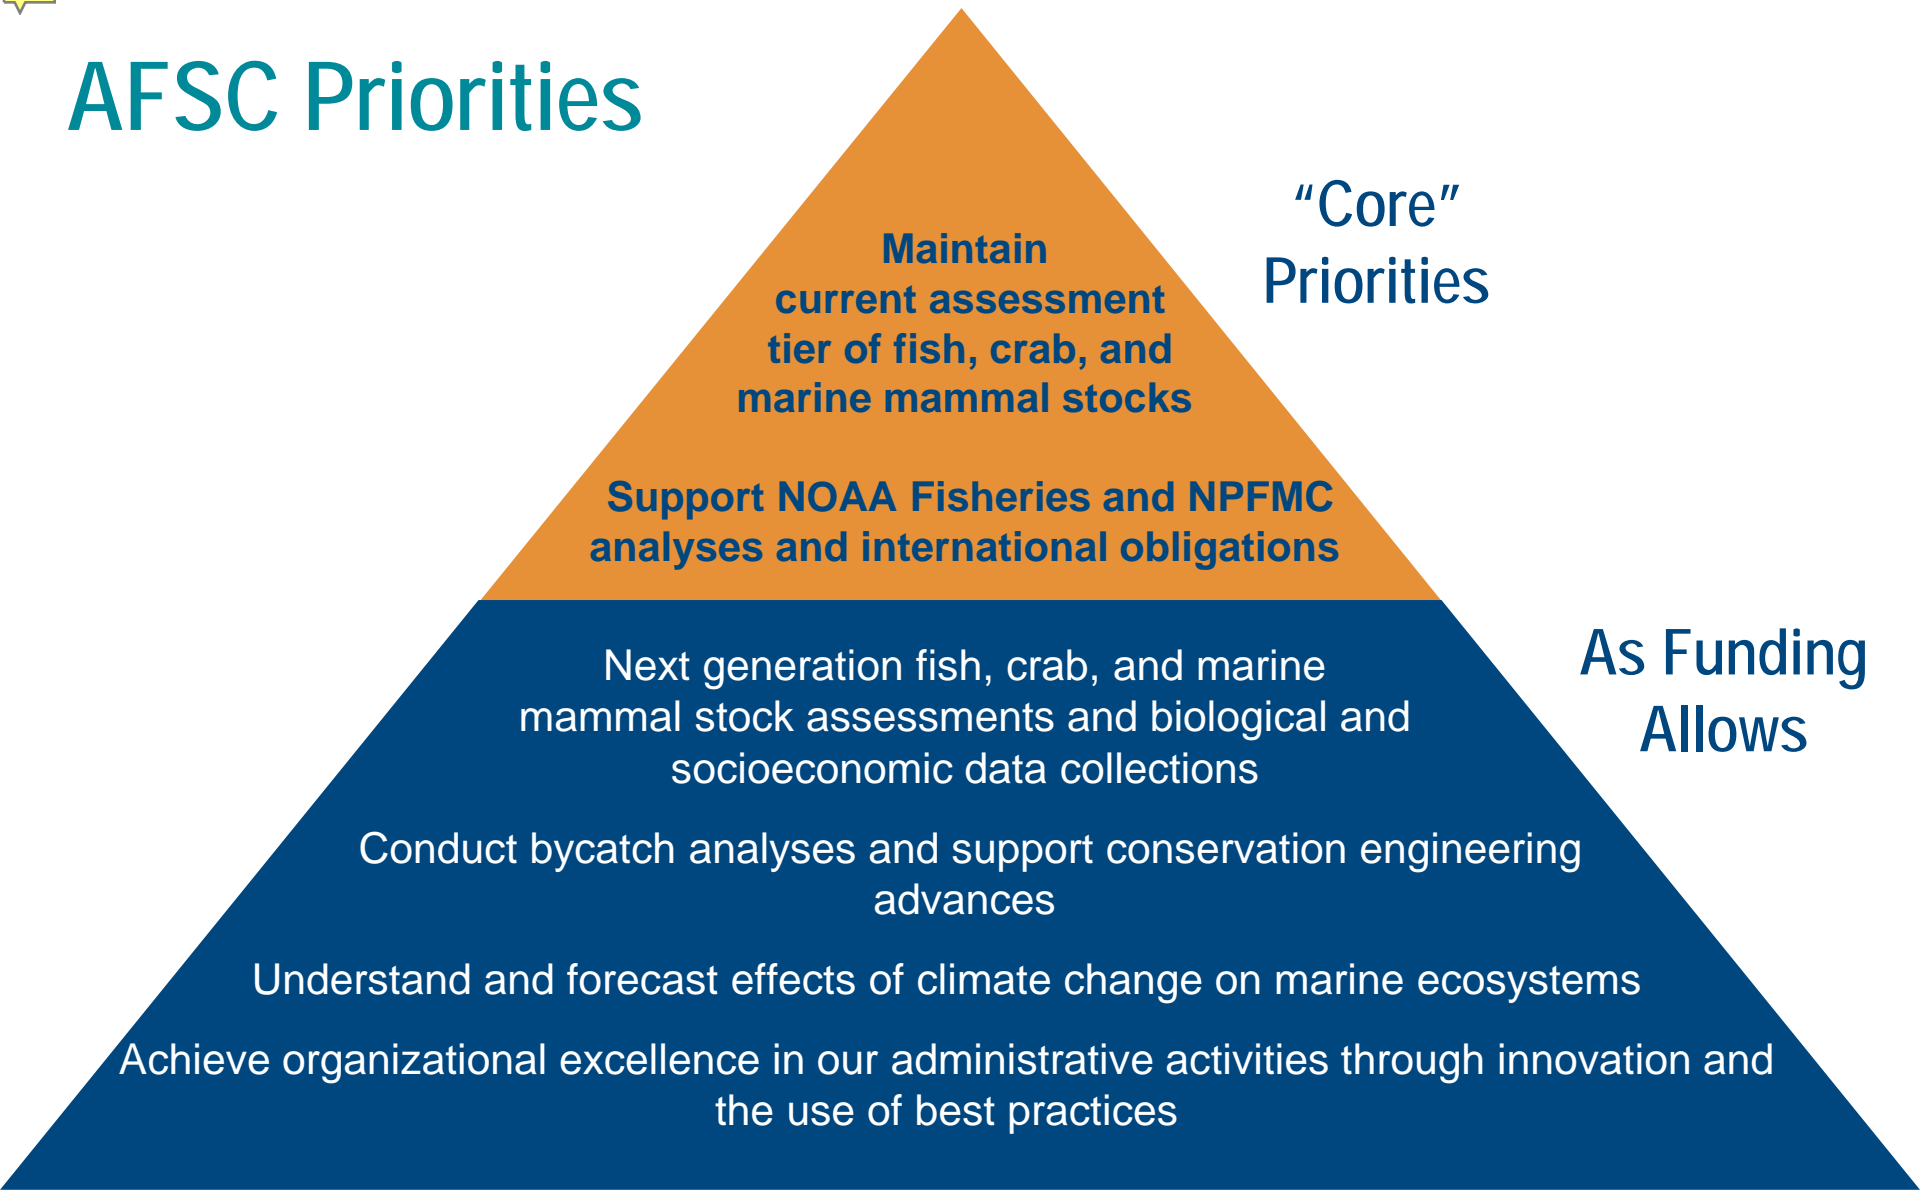 AFSC Priorities
“Core”
Priorities
Maintain
current assessment
tier of fish, crab, and
marine mammal stocks
Support NOAA Fisheries and NPFMC
analyses and international obligations
As Funding
Allows
Next generation fish, crab, and marine
mammal stock assessments and biological and
socioeconomic data collections
Conduct bycatch analyses and support conservation engineering
advances
Understand and forecast effects of climate change on marine ecosystems
Achieve organizational excellence in our administrative activities through innovation and
the use of best practices